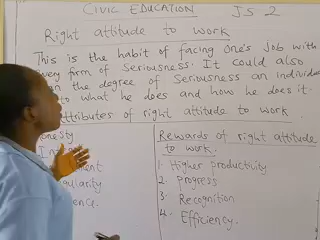 CIVIC EDUCATION JS 2
Right attitude to work
This is the habit of facing One's job with
very form of Seriousness. It could also
the degree of Seriousness an Individu
to what he does and how he does it.
Attributes of right attitude to work.
Honesty
Rewards of right attitude
to work.
1. Higher productivity
2. Progress
3. Recognition
4. Efficiency.